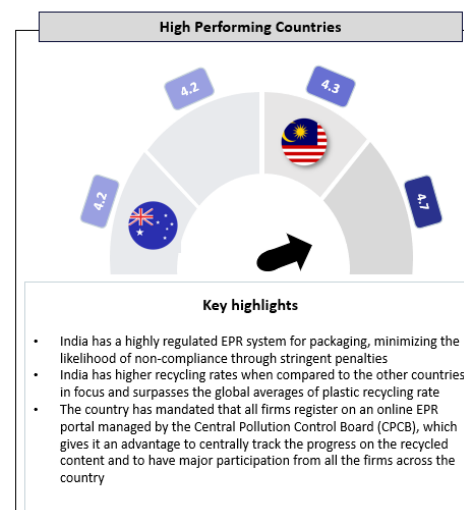 High Performing Countries
4.2
4.3
4.2
4.7
Key highlights
• India has a highly regulated EPR system for packaging, minimizing the
likelihood of non-compliance through stringent penalties
• India has higher recycling rates when compared to the other countries
in focus and surpasses the global averages of plastic recycling rate
• The country has mandated that all firms register on an online EPR
portal managed by the Central Pollution Control Board (CPCB), which
gives it an advantage to centrally track the progress on the recycled
content and to have major participation from all the firms across the
country